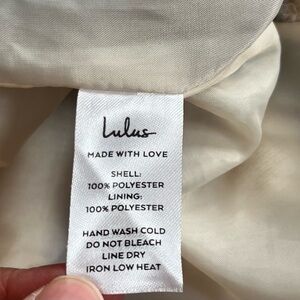 Lulus
MADE WITH LOVE
SHELL:
100% POLYESTER
LINING:
100% POLYESTER
HAND WASH COLD
DO NOT BLEACH
LINE DRY
IRON LOW HEAT